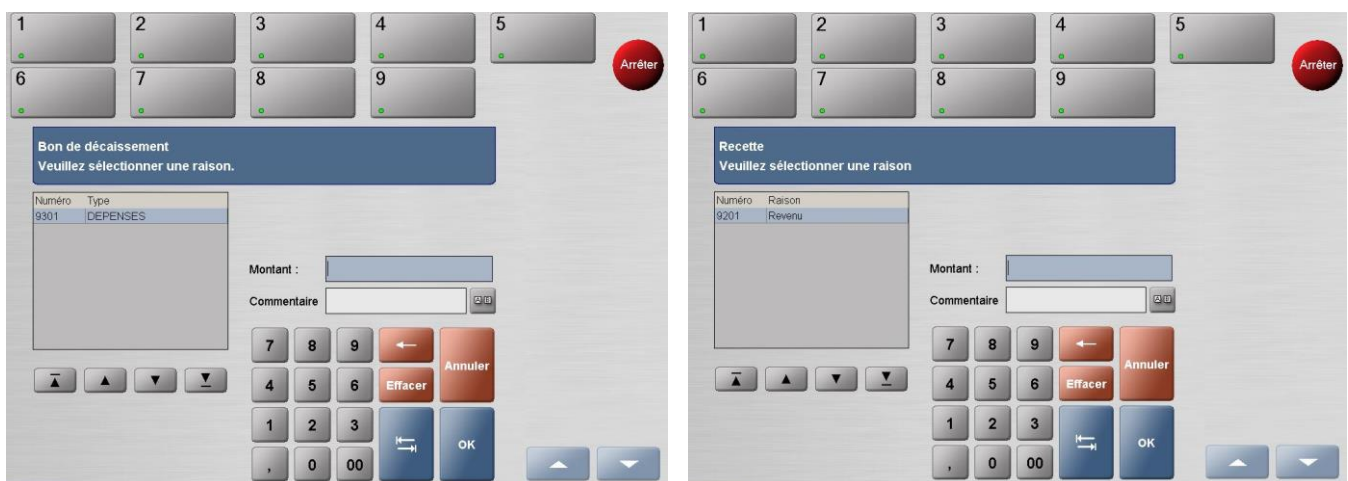 1 2 3 4 5
Arrêter
6 7 8 9
Bon de décaissement
Veuillez sélectionner une raison.
Numéro Type
9301 DEPENSES
Montant :
Commentaire
7 8 9
Annuler
4 5 6 Effacer
1 2 3
OK
, 0 00
1 2 3 4 5
Arrêter
6 7 8 9
Recette
Veuillez sélectionner une raison
Numéro Raison
9201 Revenu
Montant :
Commentaire
7 8 9
Annuler
4 5 6 Effacer
1 2 3
OK
, 0 00